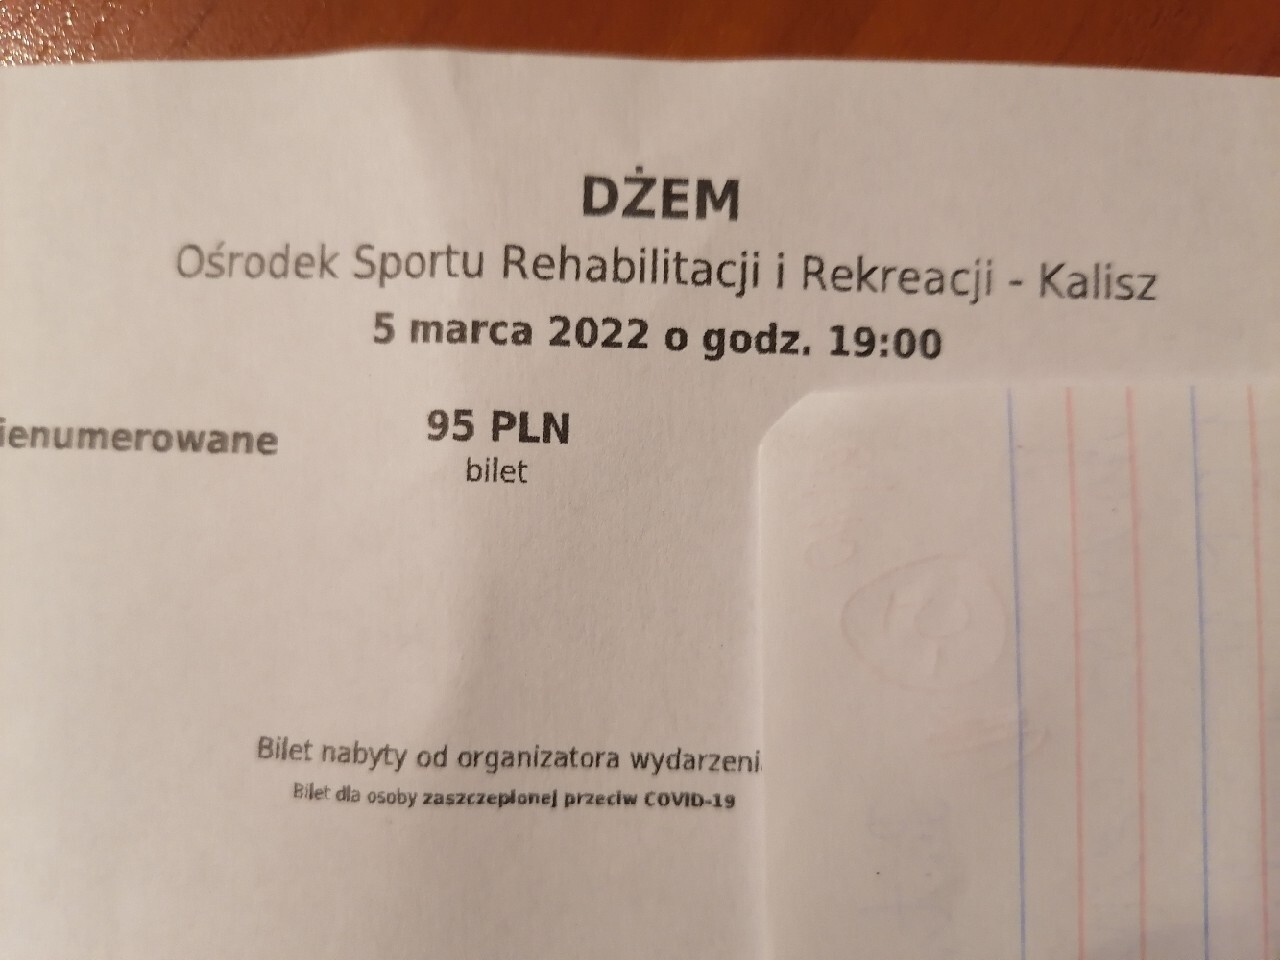 DŻEM
Ośrodek Sportu Rehabilitacji i Rekreacji - Kalisz
5 marca 2022 o godz. 19:00
ienumerowane
95 PLN
bilet
Bilet nabyty od organizatora wydarzeni
Bilet dla osoby zaszczepionej przeciw COVID-19